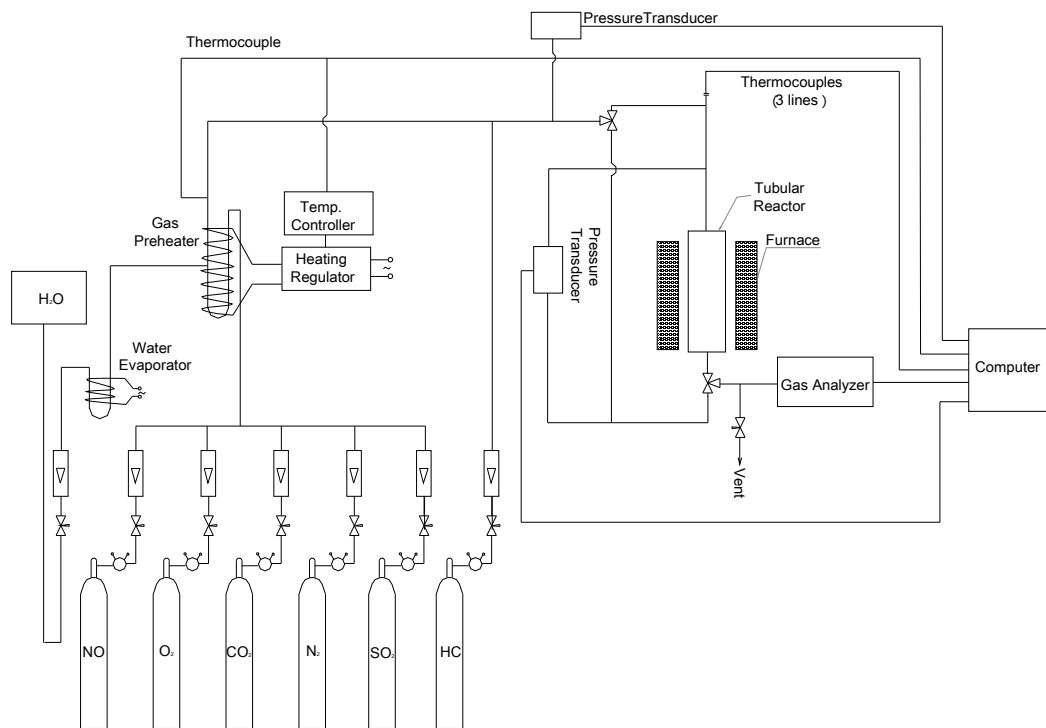 PressureTransducer
Thermocouple
Thermocouples
(3 lines )
Tubular
Reactor
Gas
Preheater
Temp.
Controller
Furnace
Pressure
Transducer
Heating
Regulator
~
H₂O
Water
Evaporator
~
Computer
Gas Analyzer
Vent
NO
O₂
CO₂
N₂
SO₂
HC